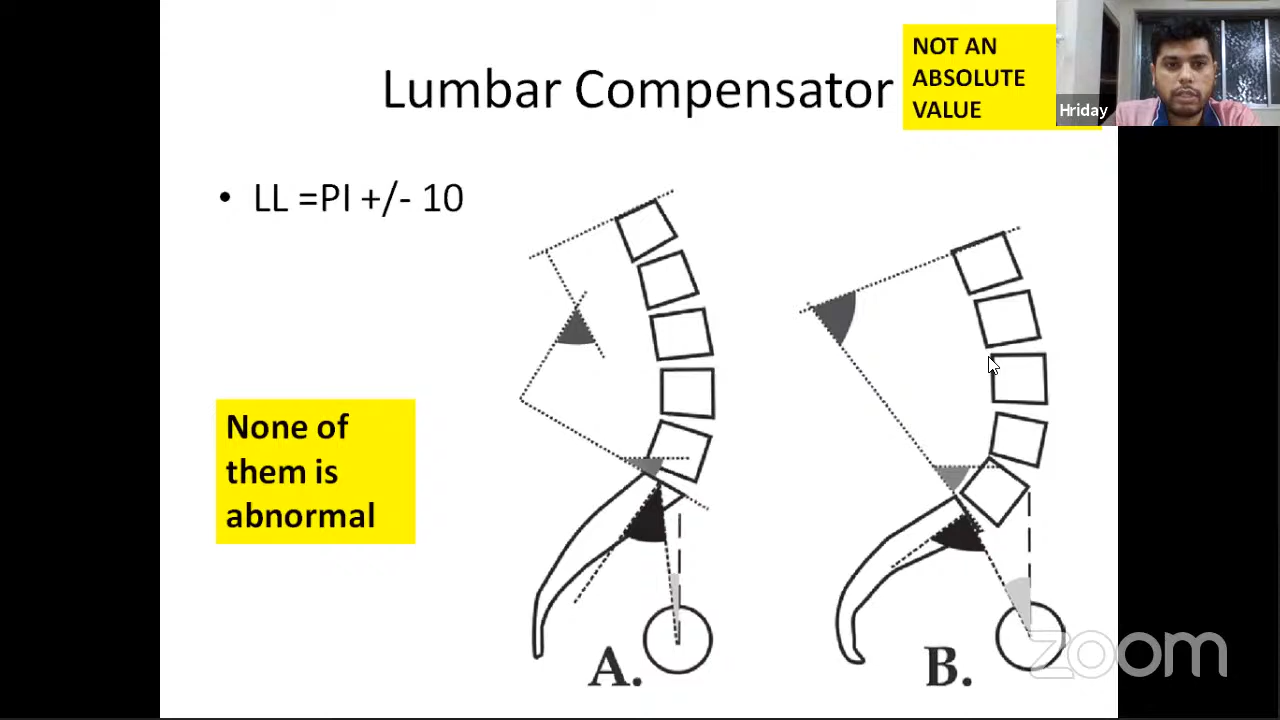 Lumbar Compensator
NOT AN
ABSOLUTE
VALUE
Hriday
• LL =PI +/- 10
None of
them is
abnormal
A.
B.
zoom